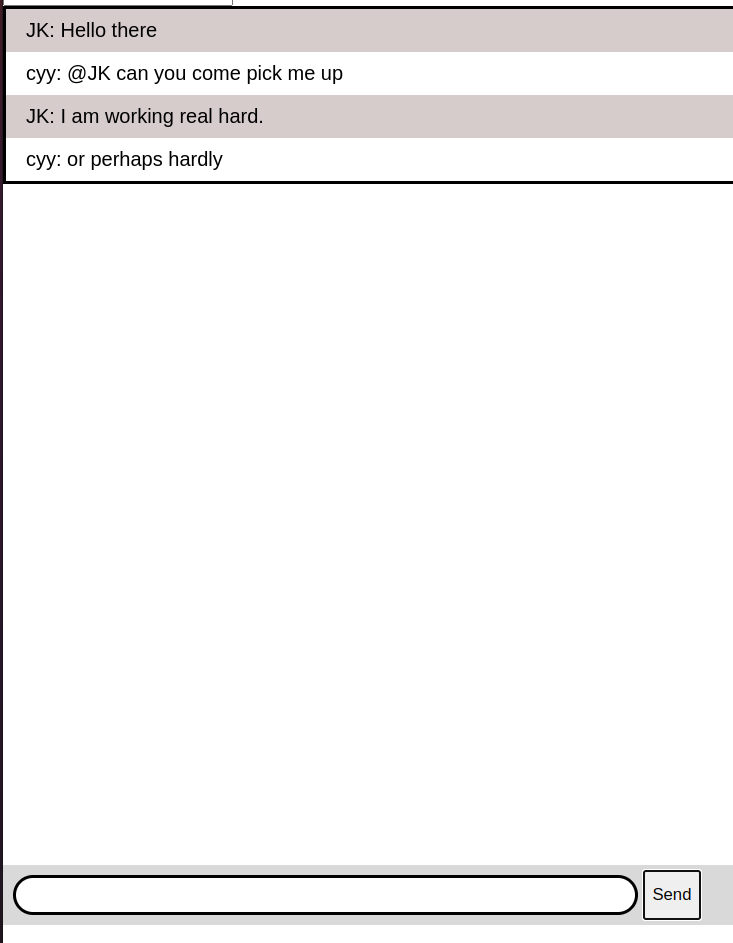 JK: Hello there
cyy: @JK can you come pick me up
JK: I am working real hard.
cyy: or perhaps hardly
Send